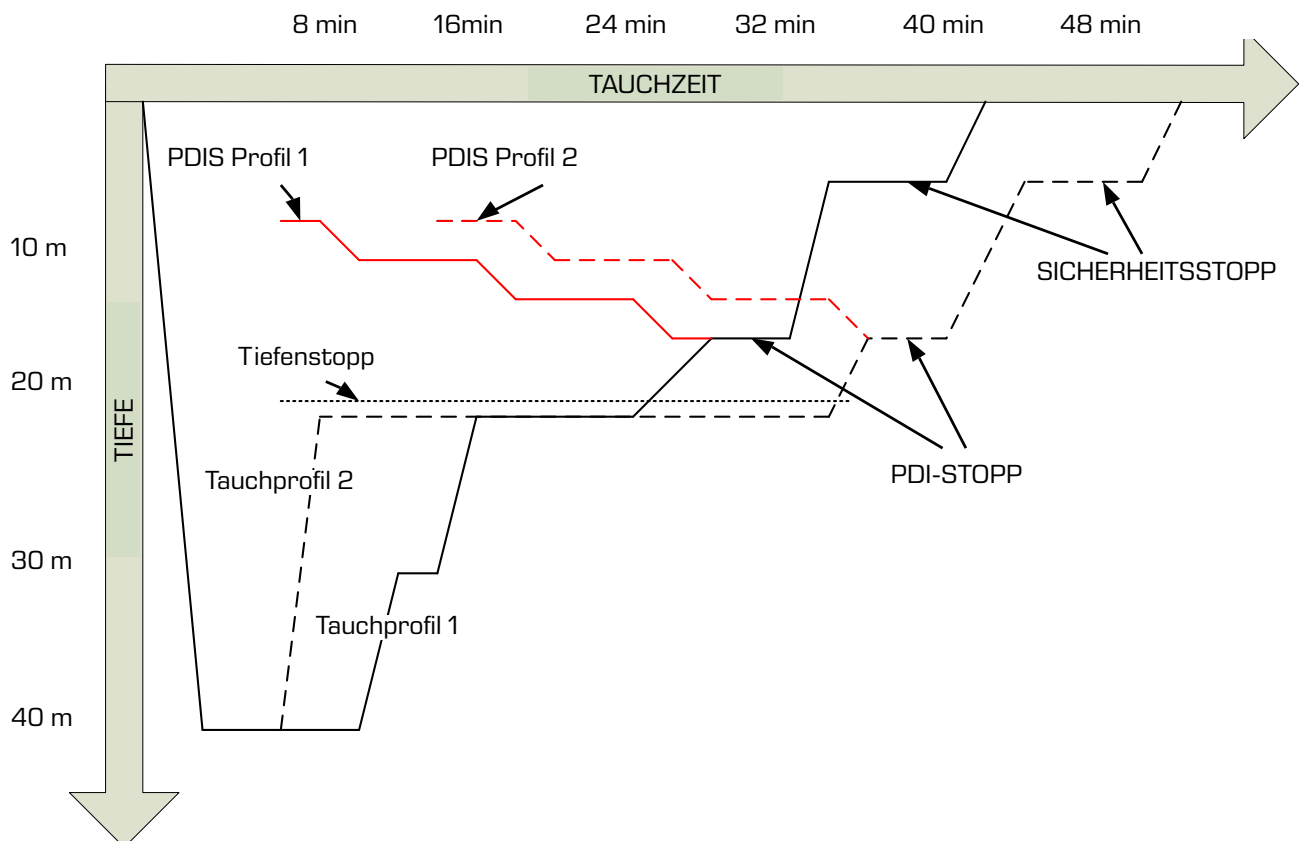 8 min 16min 24 min 32 min 40 min 48 min
TAUCHZEIT
PDIS Profil 1 PDIS Profil 2
10 m
SICHERHEITSSTOPP
Tiefenstopp
20 m
TIEFE
PDI-STOPP
Tauchprofil 2
30 m
Tauchprofil 1
40 m